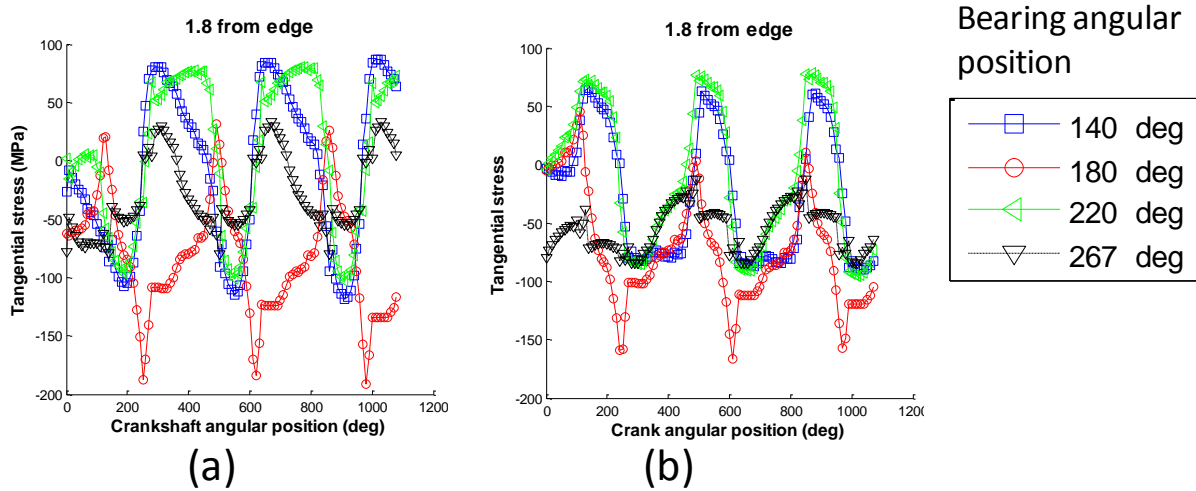 1.8 from edge
Tangential stress (MPa)
100
50
0
-50
-100
-150
-200
0
200
400
600
800
1000
1200
Crankshaft angular position (deg)
(a)
1.8 from edge
Tangential stress
100
50
0
-50
-100
-150
-200
0
200
400
600
800
1000
1200
Crank angular position (deg)
(b)
Bearing angular
position
140 deg
180 deg
220 deg
267 deg